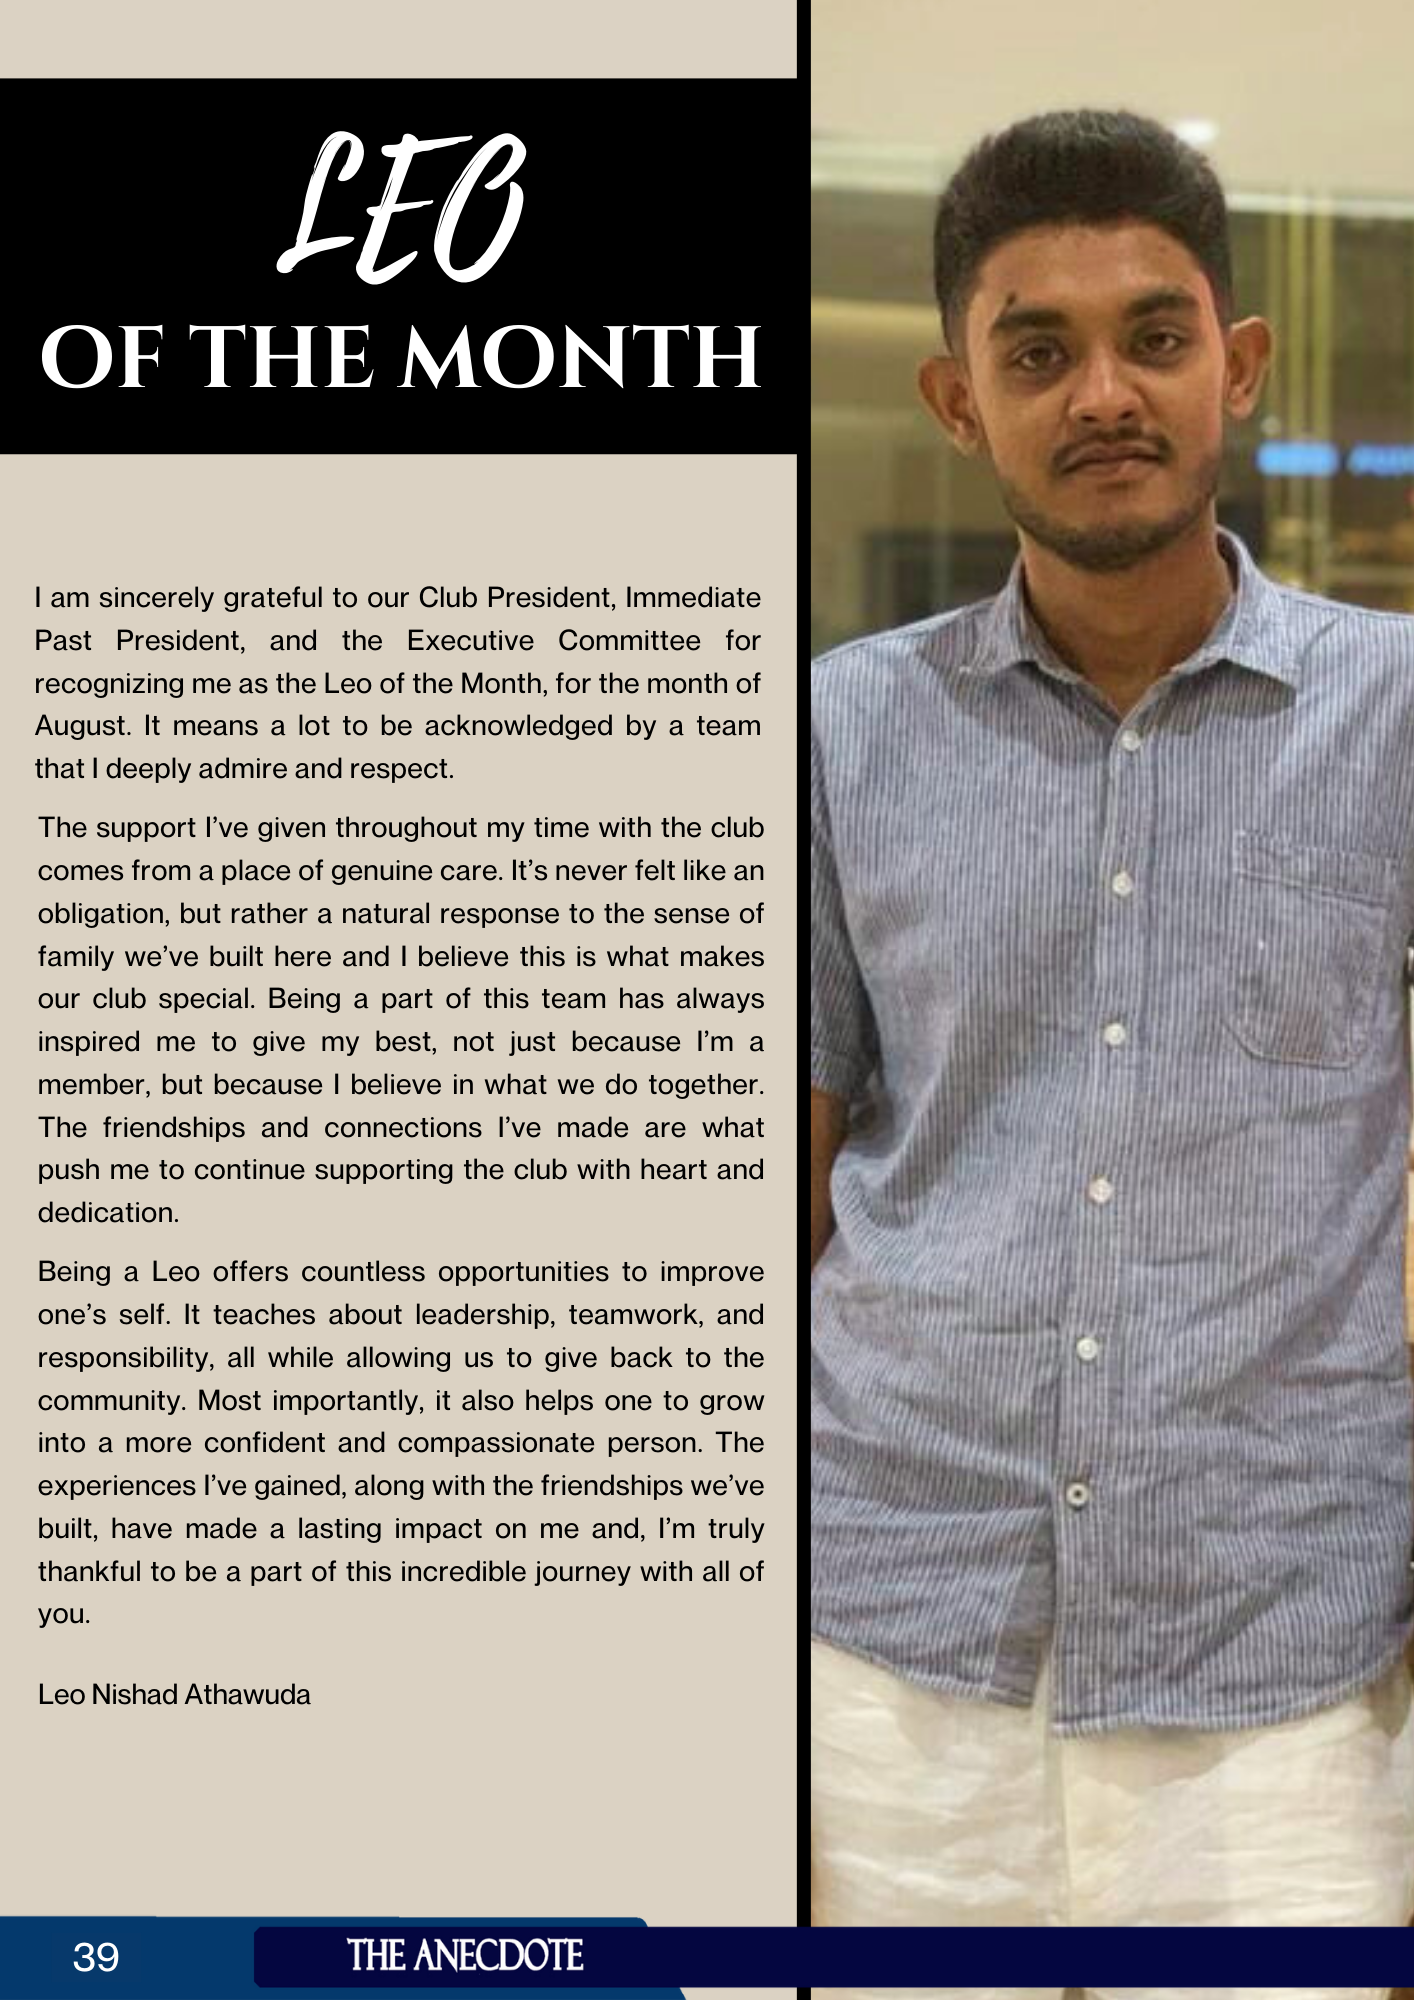 LEO
OF THE MONTH
I am sincerely grateful to our Club President, Immediate
Past President, and the Executive Committee for
recognizing me as the Leo of the Month, for the month of
August. It means a lot to be acknowledged by a team
that I deeply admire and respect.
The support I’ve given throughout my time with the club
comes from a place of genuine care. It’s never felt like an
obligation, but rather a natural response to the sense of
family we’ve built here and I believe this is what makes
our club special. Being a part of this team has always
inspired me to give my best, not just because I’m a
member, but because I believe in what we do together.
The friendships and connections I’ve made are what
push me to continue supporting the club with heart and
dedication.
Being a Leo offers countless opportunities to improve
one’s self. It teaches about leadership, teamwork, and
responsibility, all while allowing us to give back to the
community. Most importantly, it also helps one to grow
into a more confident and compassionate person. The
experiences I’ve gained, along with the friendships we’ve
built, have made a lasting impact on me and, I’m truly
thankful to be a part of this incredible journey with all of
you.
Leo Nishad Athawuda
39
THE ANECDOTE